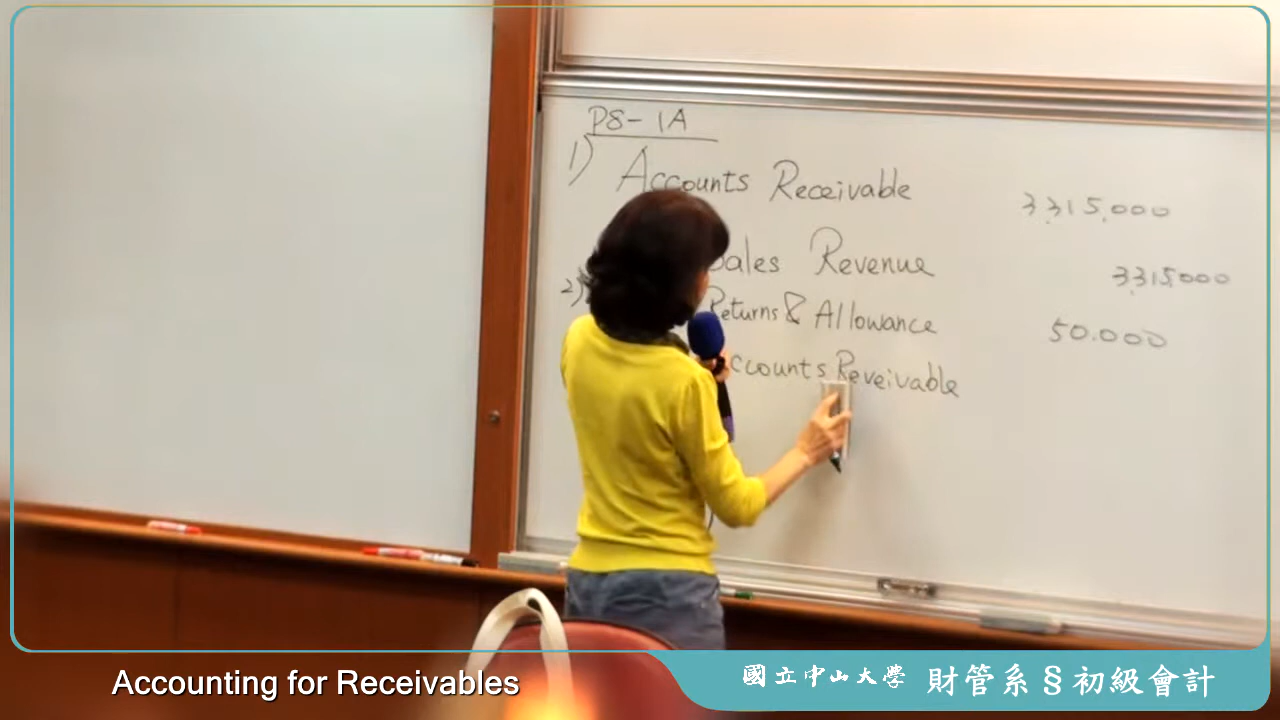 P8-1A
1) Accounts Receivable 3,315,000
Sales Revenue 3,315,000
2) Returns & Allowance 50.000
ccounts Reveivable
Accounting for Receivables
國立中山大學 財管系§初級會計